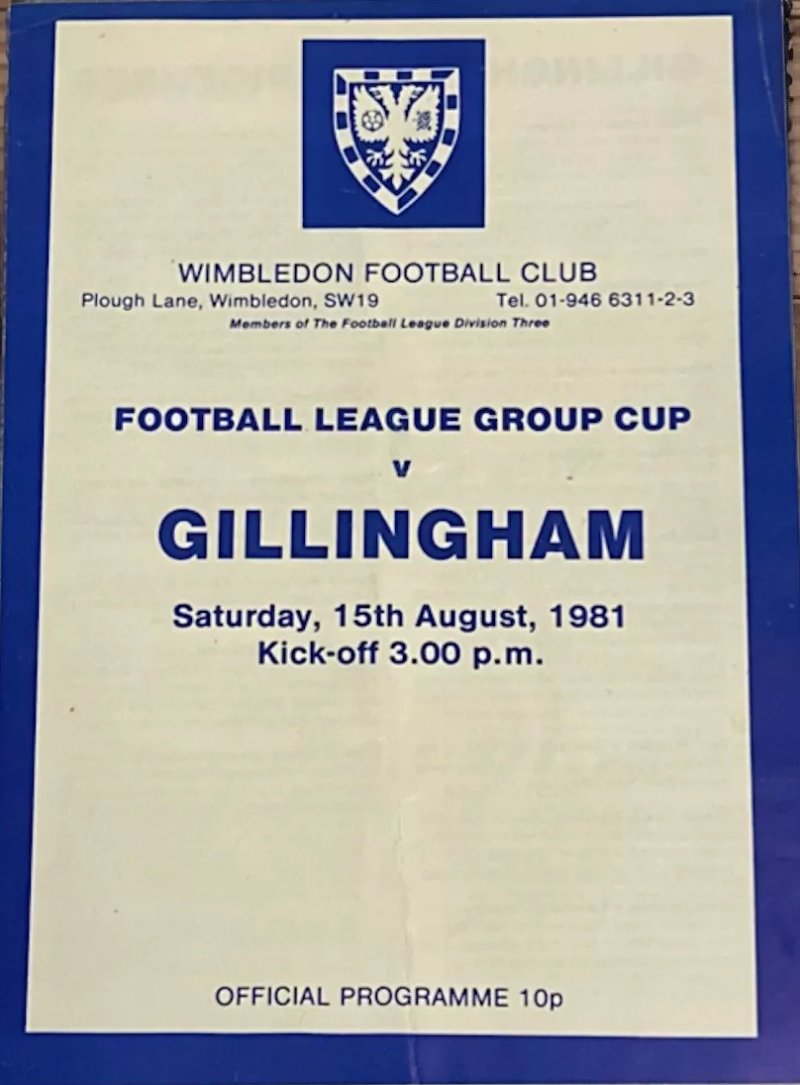 WIMBLEDON FOOTBALL CLUB
Plough Lane, Wimbledon, SW19 Tel. 01-946 6311-2-3
Members of The Football League Division Three
FOOTBALL LEAGUE GROUP CUP
v
GILLINGHAM
Saturday, 15th August, 1981
Kick-off 3.00 p.m.
OFFICIAL PROGRAMME 10p